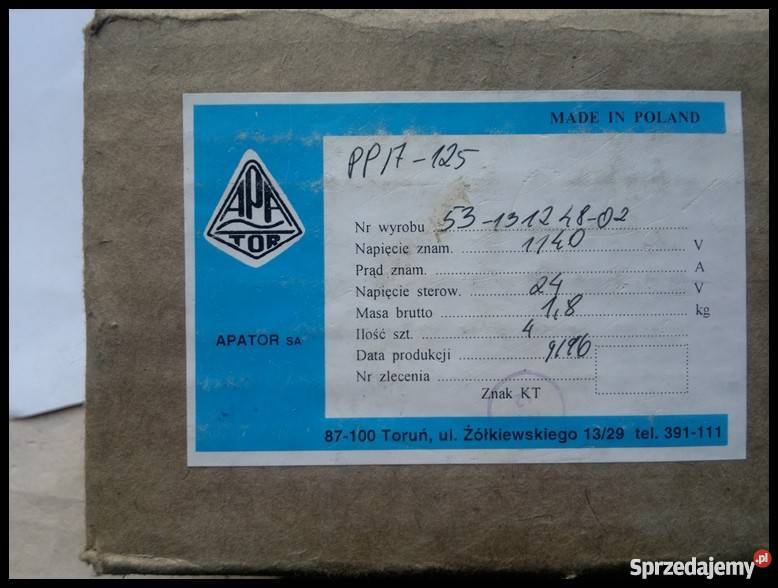 MADE IN POLAND
PP/7-125
APA
TOR
APATOR SA
Nr wyrobu 53-131248-02
Napięcie znam. 1140 V
Prąd znam. A
Napięcie sterow. 24 V
Masa brutto 1,8 kg
Ilość szt. 4
Data produkcji 9/96
Nr zlecenia
Znak KT
87-100 Toruń, ul. Żółkiewskiego 13/29 tel. 391-111
Sprzedajemy.pl